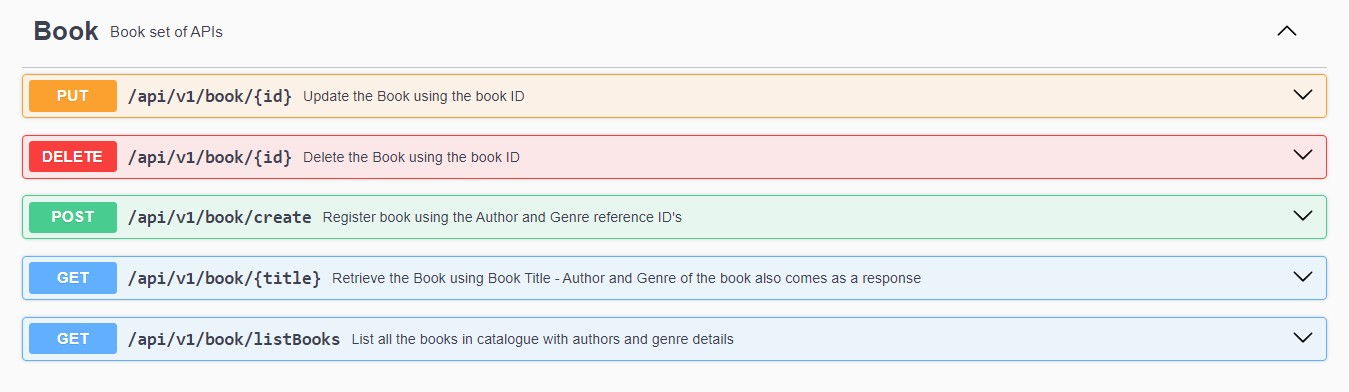 Book Book set of APIs
PUT /api/v1/book/{id} Update the Book using the book ID
DELETE /api/v1/book/{id} Delete the Book using the book ID
POST /api/v1/book/create Register book using the Author and Genre reference ID's
GET /api/v1/book/{title} Retrieve the Book using Book Title - Author and Genre of the book also comes as a response
GET /api/v1/book/listBooks List all the books in catalogue with authors and genre details